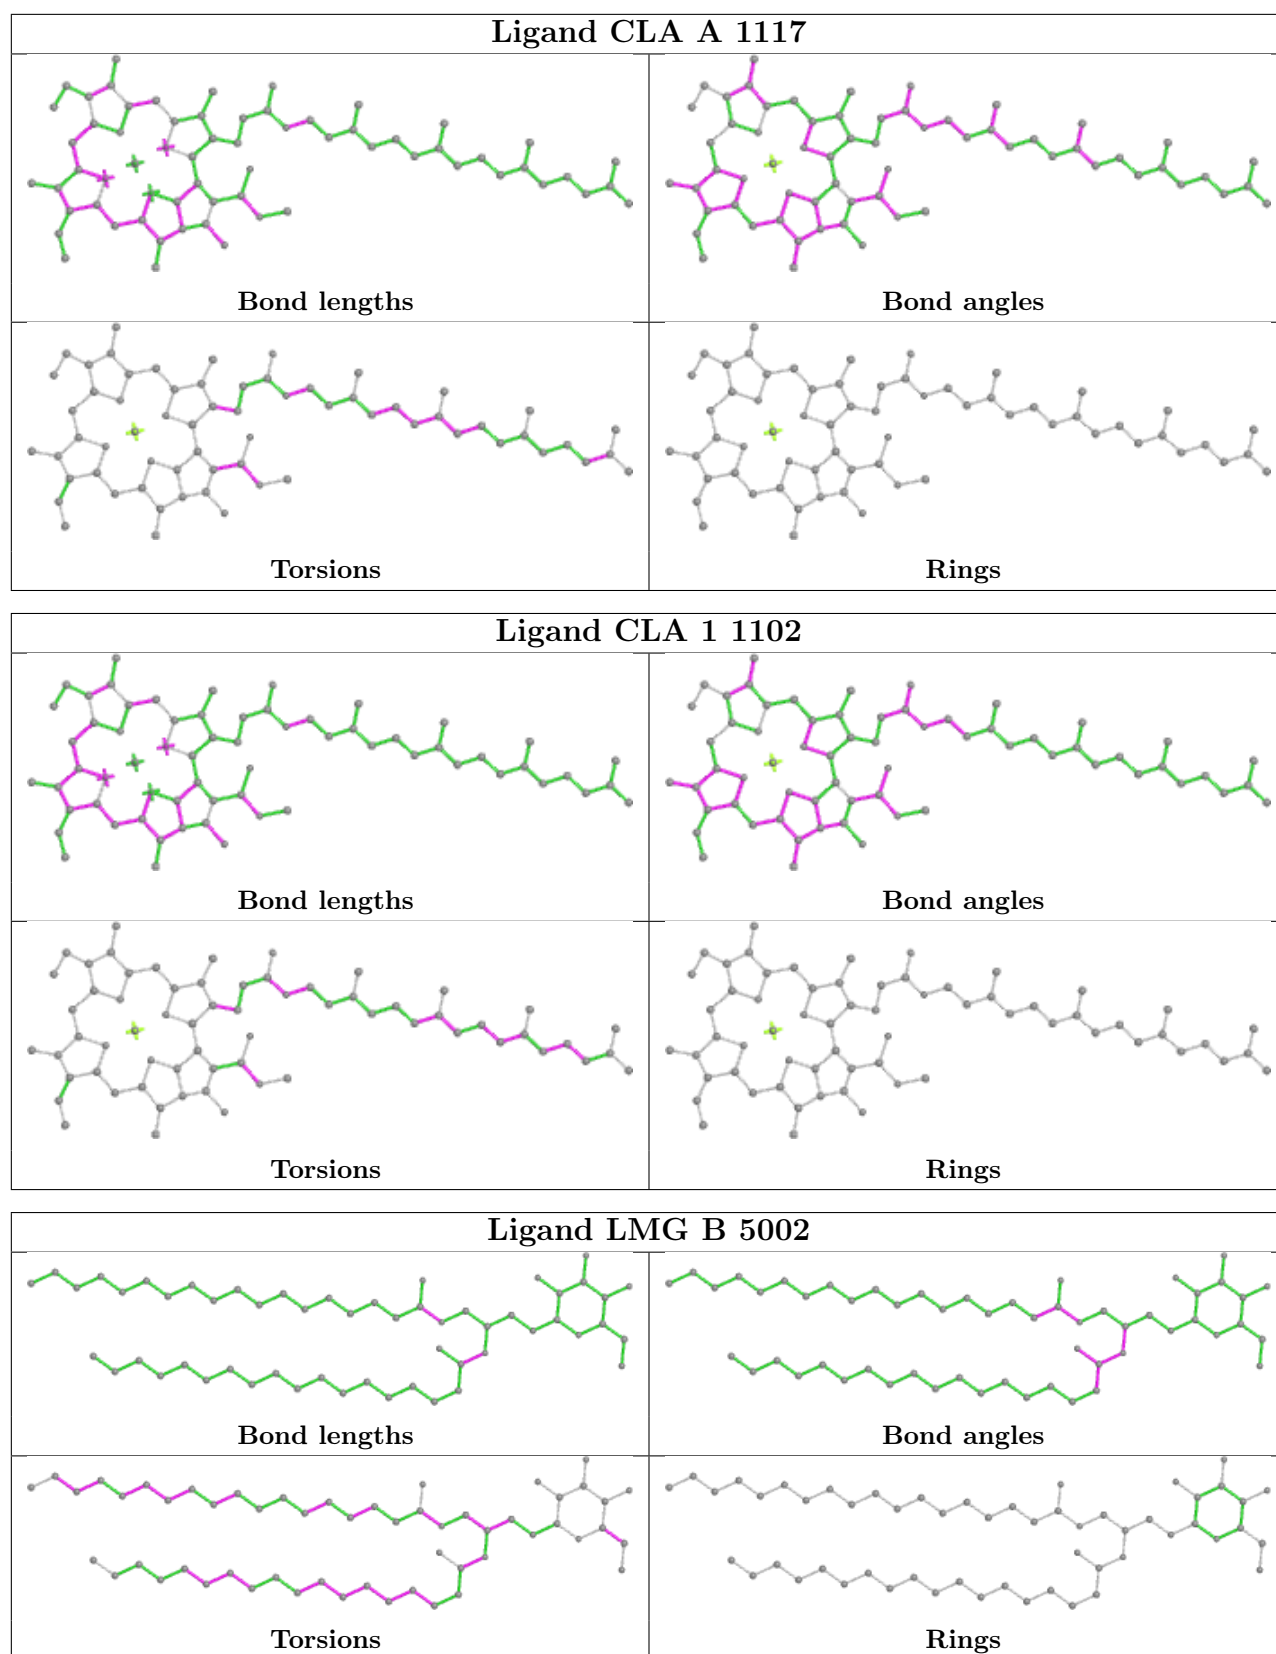 Ligand CLA A 1117
Bond lengths
Bond angles
Torsions
Rings
Ligand CLA 1 1102
Bond lengths
Bond angles
Torsions
Rings
Ligand LMG B 5002
Bond lengths
Bond angles
Torsions
Rings